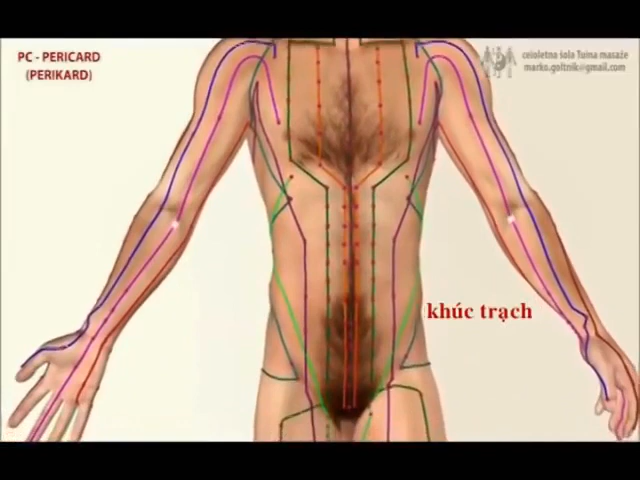 PC - PERICARD
(PERIKARD)
celoletna šola Tuina masaže
marko.goltnik@gmail.com
khúc trạch